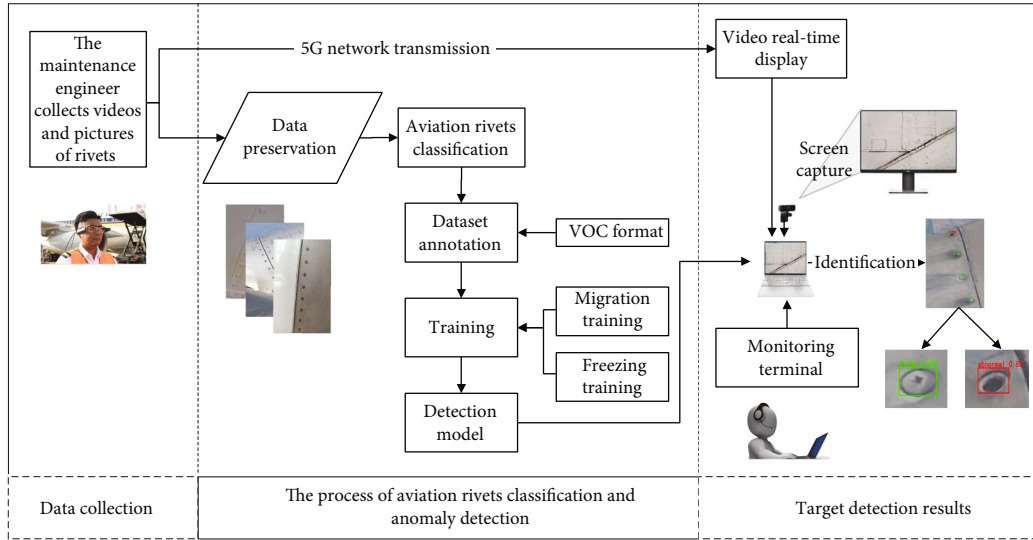 The
maintenance
engineer
collects videos
and pictures
of rivets
5G network transmission
Video real-time
display
Data
preservation
Aviation rivets
classification
Screen
capture
Dataset
annotation
VOC format
Identification
Training
Migration
training
Freezing
training
Monitoring
terminal
Detection
model
Data collection
The process of aviation rivets classification and
anomaly detection
Target detection results